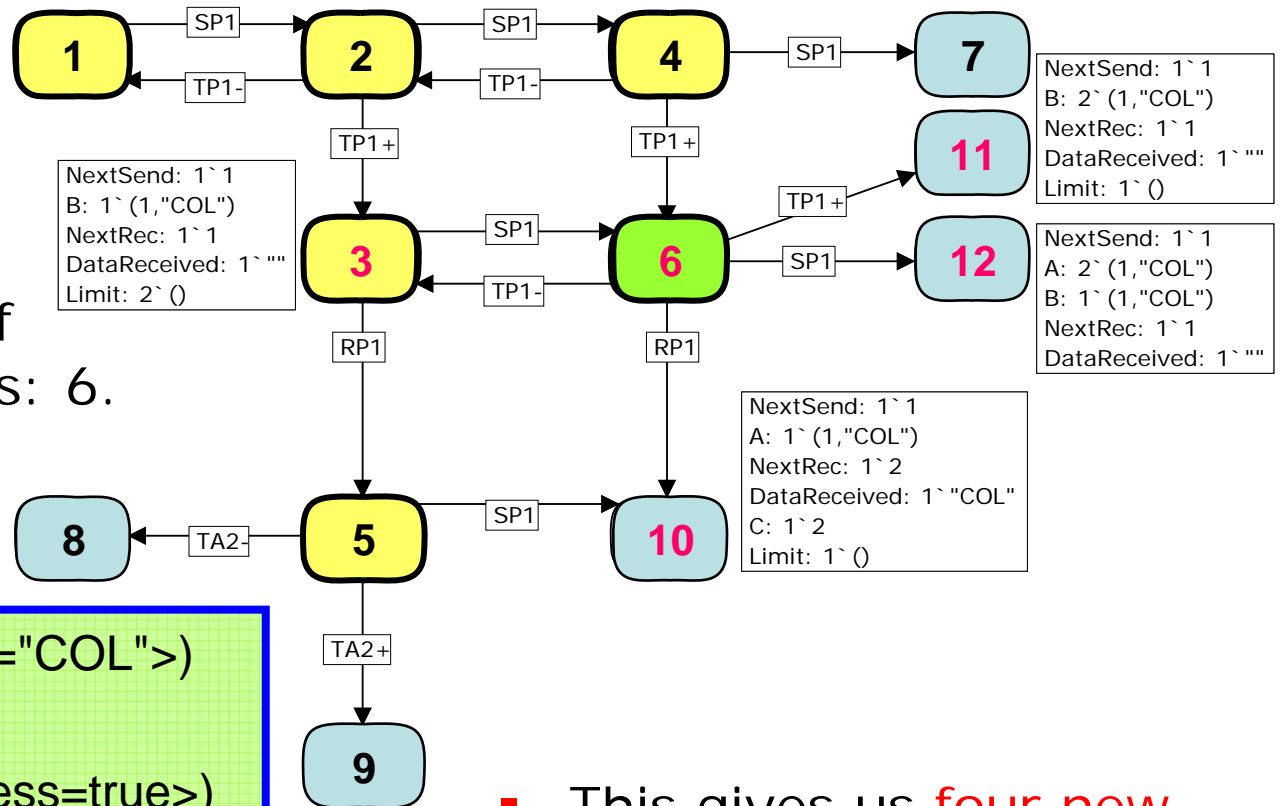 SP1
SP1
1
2
4
SP1
7
TP1-
TP1-
NextSend: 1`1
B: 2`(1,"COL")
NextRec: 1`1
DataReceived: 1`""
Limit: 1`()
TP1+
TP1+
11
NextSend: 1`1
B: 1`(1,"COL")
NextRec: 1`1
DataReceived: 1`""
Limit: 2`()
TP1+
3
SP1
6
SP1
12
TP1-
NextSend: 1`1
A: 2`(1,"COL")
B: 1`(1,"COL")
NextRec: 1`1
DataReceived: 1`""
f
s: 6.
RP1
RP1
NextSend: 1`1
A: 1`(1,"COL")
NextRec: 1`2
DataReceived: 1`"COL"
C: 1`2
Limit: 1`()
8
TA2-
5
SP1
10
="COL">)
TA2+
9
ess=true>)
This gives us four new